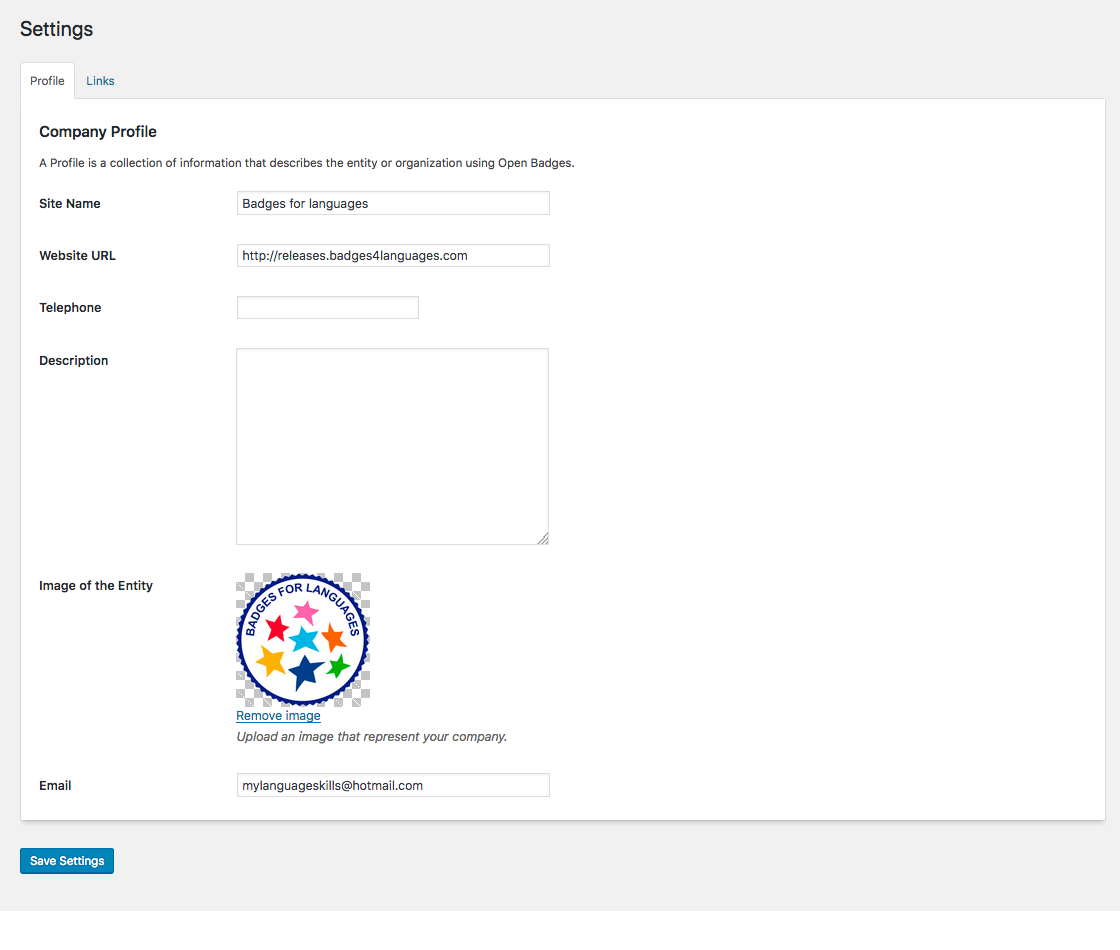 Settings
Profile
Links
Company Profile
A Profile is a collection of information that describes the entity or organization using Open Badges.
Site Name
Badges for languages
Website URL
http://releases.badges4languages.com
Telephone
Description
Image of the Entity
BADGES FOR LANGUAGES
Remove image
Upload an image that represent your company.
Email
mylanguageskills@hotmail.com
Save Settings